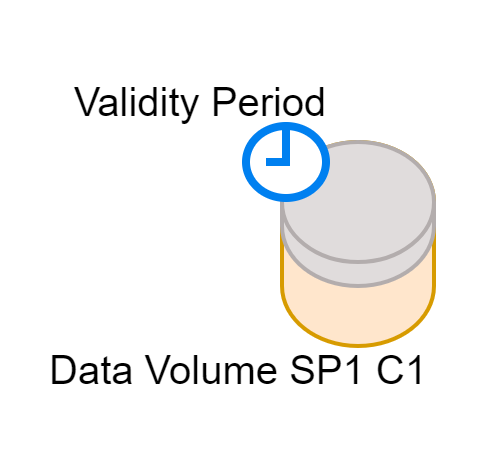 Validity Period
Data Volume SP1 C1